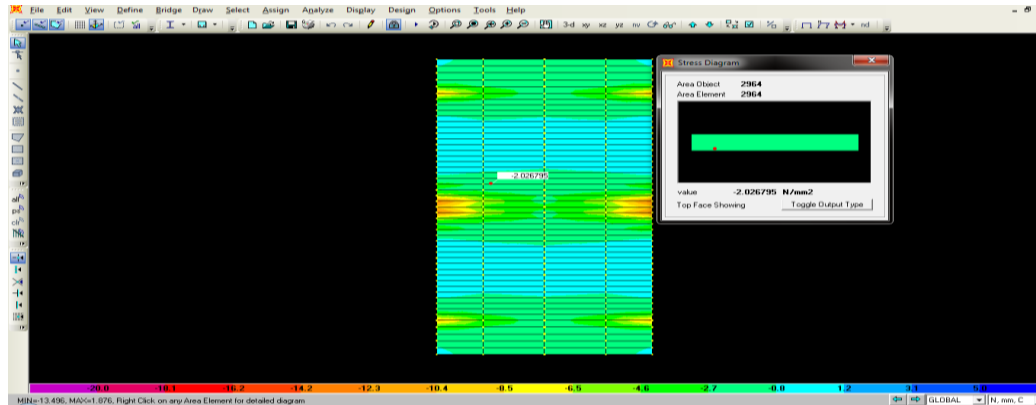 File Edit View Define Bridge Draw Select Assign Analyze Display Design Options Tools Help
3-d xy xz yz nv nd
Stress Diagram
Area Object 2964
Area Element 2964
-2.026795
value -2.026795 N/mm2
Top Face Showing Toggle Output Type
all
ps
clr
-20.0 -18.1 -16.2 -14.2 -12.3 -10.4 -8.5 -6.5 -4.6 -2.7 -0.8 1.2 3.1 5.0
MIN=-13.496, MAX=1.876, Right Click on any Area Element for detailed diagram
GLOBAL N, mm, C